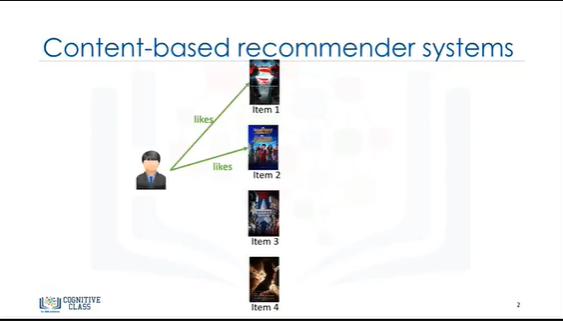 Content-based recommender systems
likes
Item 1
likes
Item 2
Item 3
Item 4
COGNITIVE
CLASS
2